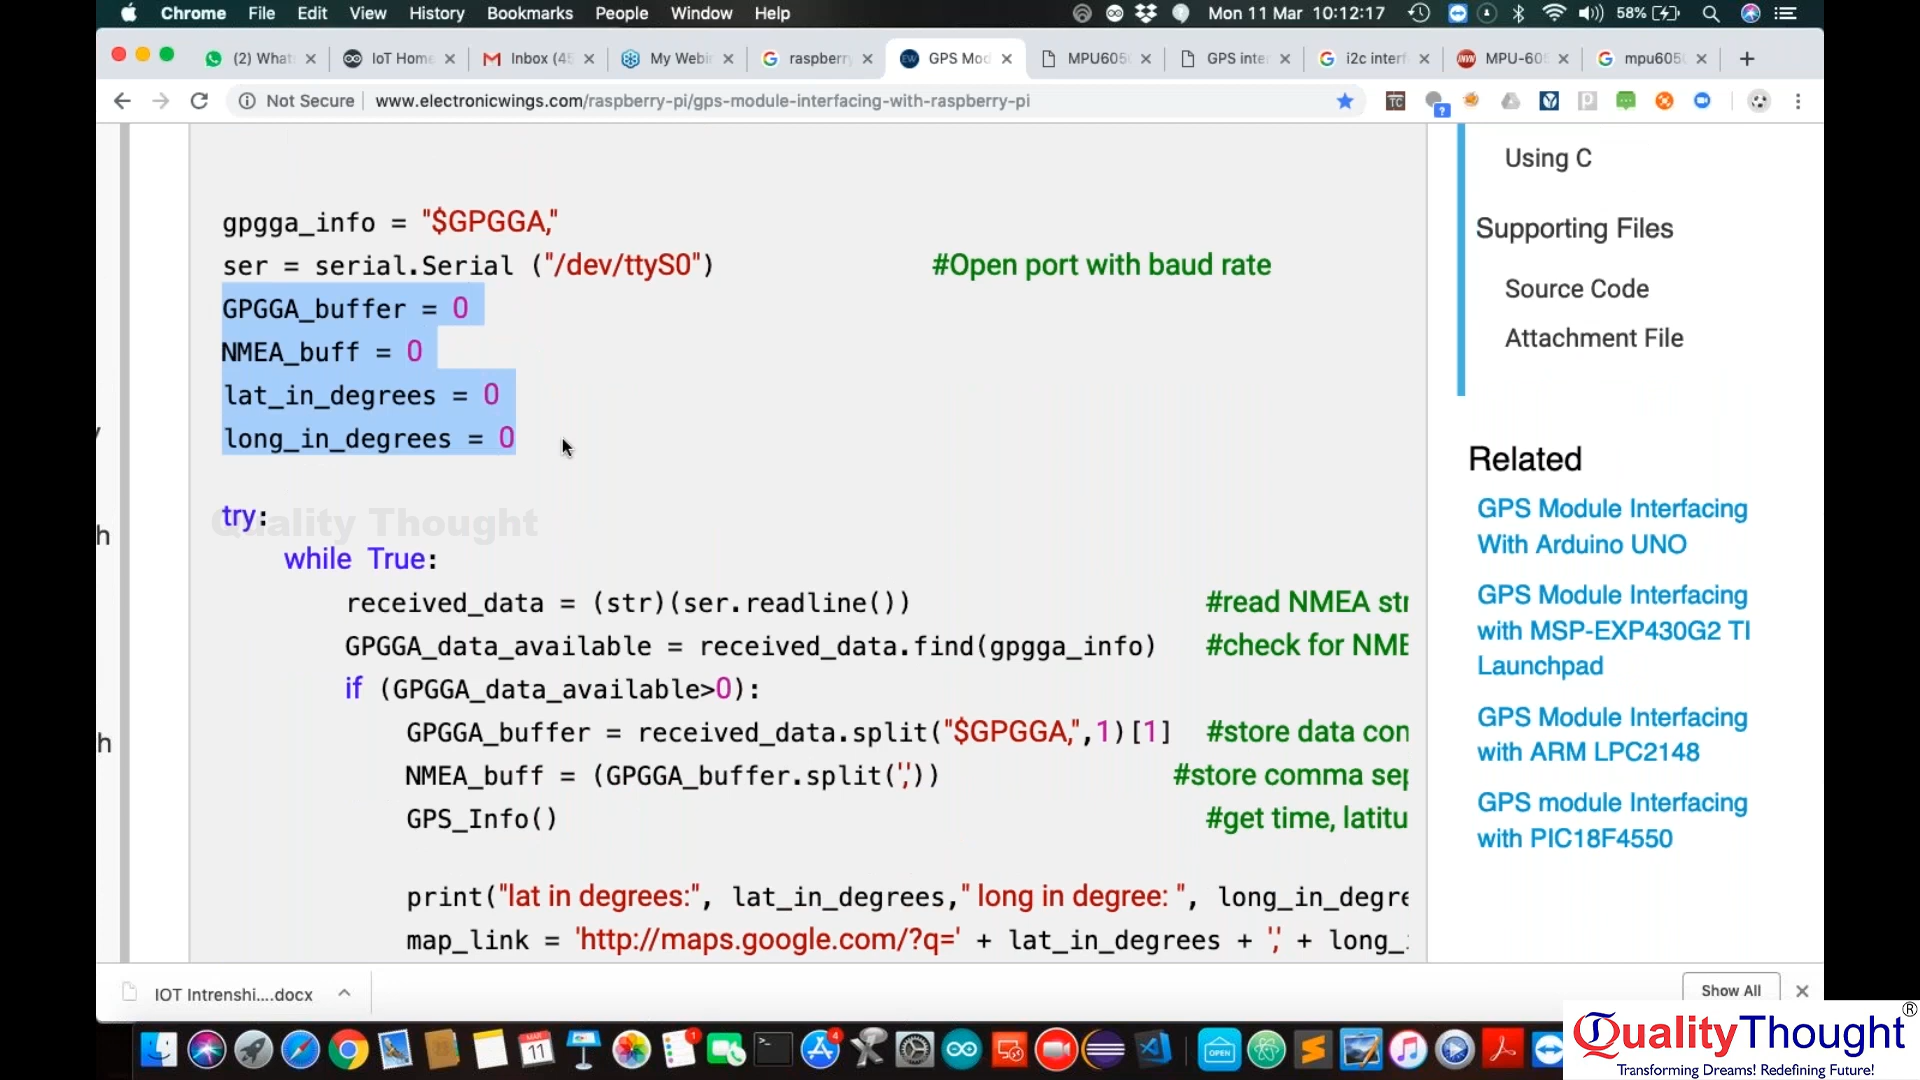 Chrome File Edit View History Bookmarks People Window Help Mon 11 Mar 10:12:17 58%
(2) What IoT Home Inbox (45 My Webin raspberry GPS Mod MPU605 GPS inter i2c interf MPU-605 mpu605
Not Secure www.electronicwings.com/raspberry-pi/gps-module-interfacing-with-raspberry-pi
gpgga_info = "$GPGGA,"
ser = serial.Serial ("/dev/ttyS0") #Open port with baud rate
GPGGA_buffer = 0
NMEA_buff = 0
lat_in_degrees = 0
long_in_degrees = 0
try:
Quality Thought
while True:
received_data = (str)(ser.readline()) #read NMEA str
GPGGA_data_available = received_data.find(gpgga_info) #check for NME
if (GPGGA_data_available>0):
GPGGA_buffer = received_data.split("$GPGGA,",1)[1] #store data con
NMEA_buff = (GPGGA_buffer.split(',')) #store comma sep
GPS_Info() #get time, latitu
print("lat in degrees:", lat_in_degrees," long in degree: ", long_in_degre
map_link = 'http://maps.google.com/?q=' + lat_in_degrees + ',' + long_
Using C
Supporting Files
Source Code
Attachment File
Related
GPS Module Interfacing
With Arduino UNO
GPS Module Interfacing
with MSP-EXP430G2 TI
Launchpad
GPS Module Interfacing
with ARM LPC2148
GPS module Interfacing
with PIC18F4550
h
h
IOT Intrenshi....docx
Show All
QualityThought®
Transforming Dreams! Redefining Future!